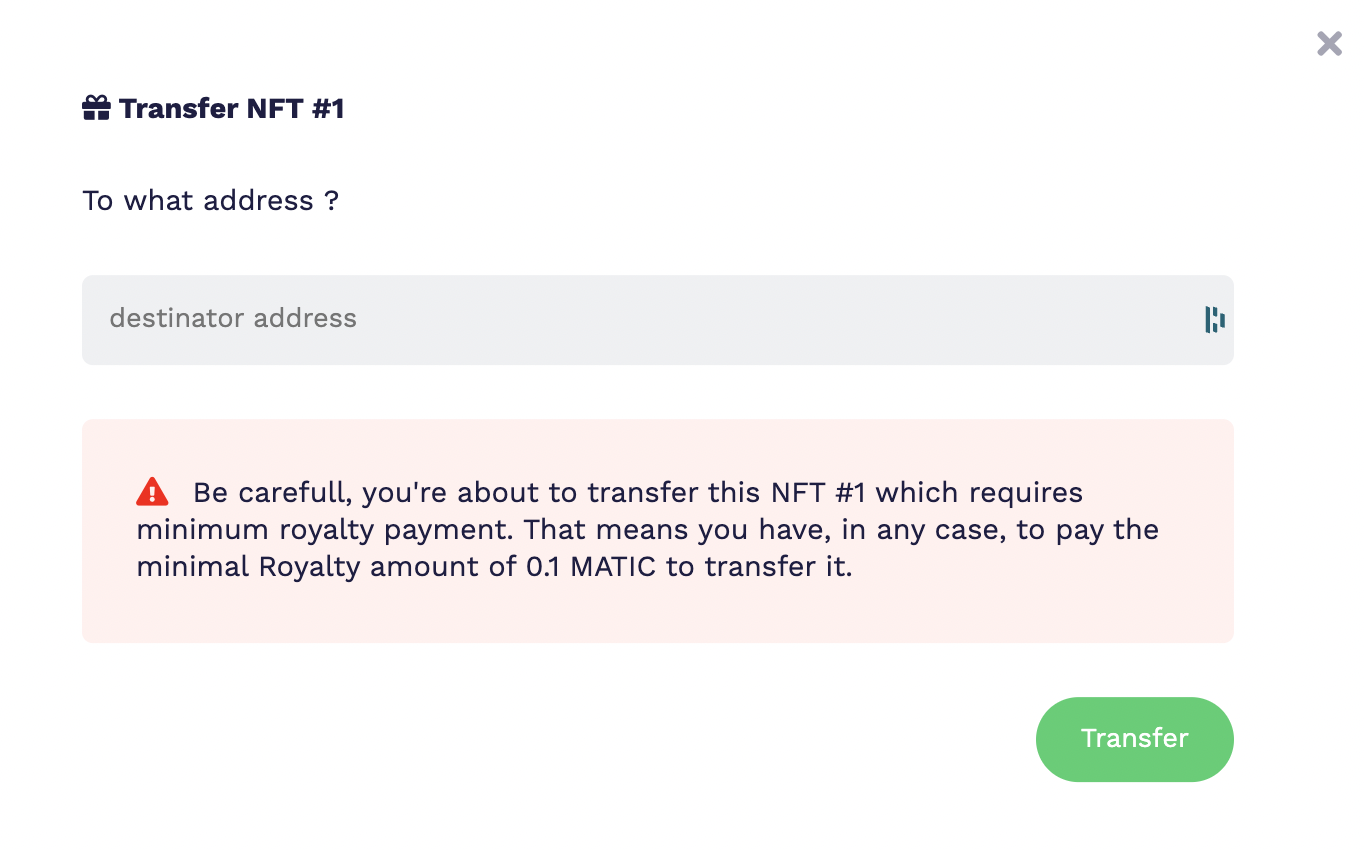 Transfer NFT #1
To what address ?
destinator address
Be carefull, you're about to transfer this NFT #1 which requires
minimum royalty payment. That means you have, in any case, to pay the
minimal Royalty amount of 0.1 MATIC to transfer it.
Transfer